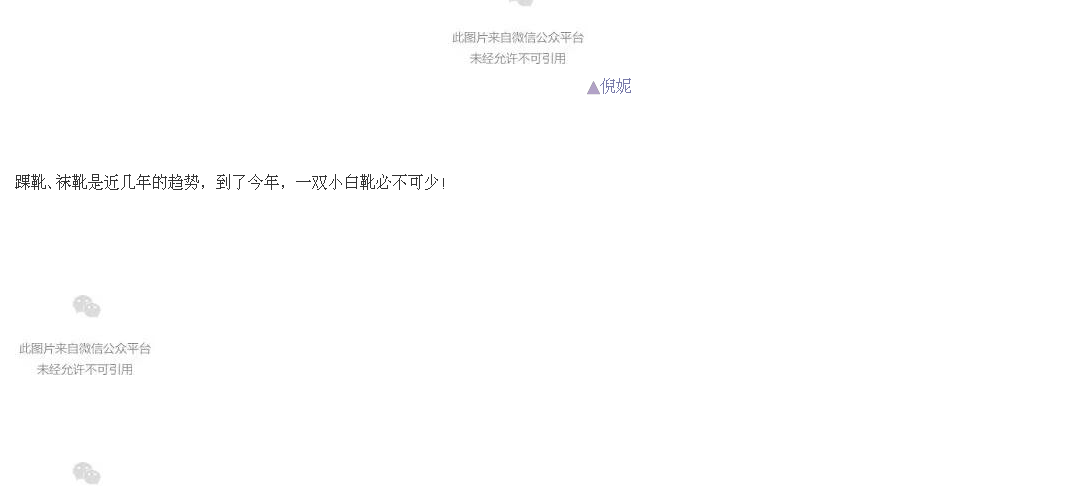 此图片来自微信公众平台
未经允许不可引用
▲倪妮
踝靴、袜靴是近几年的趋势，到了今年，一双小白靴必不可少！
此图片来自微信公众平台
未经允许不可引用